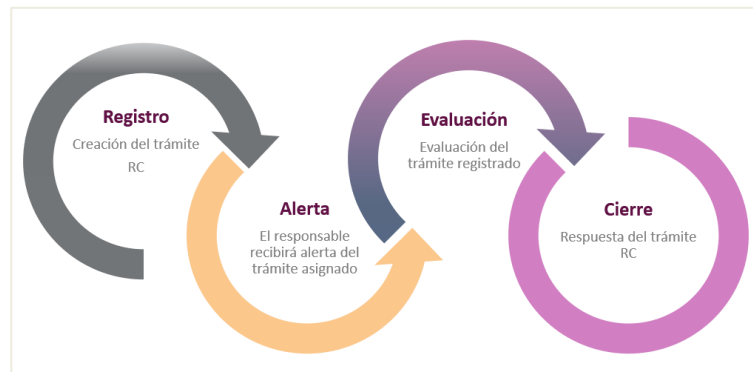 Registro
Creación del trámite
RC
Alerta
El responsable
recibirá alerta del
trámite asignado
Evaluación
Evaluación del
trámite registrado
Cierre
Respuesta del trámite
RC